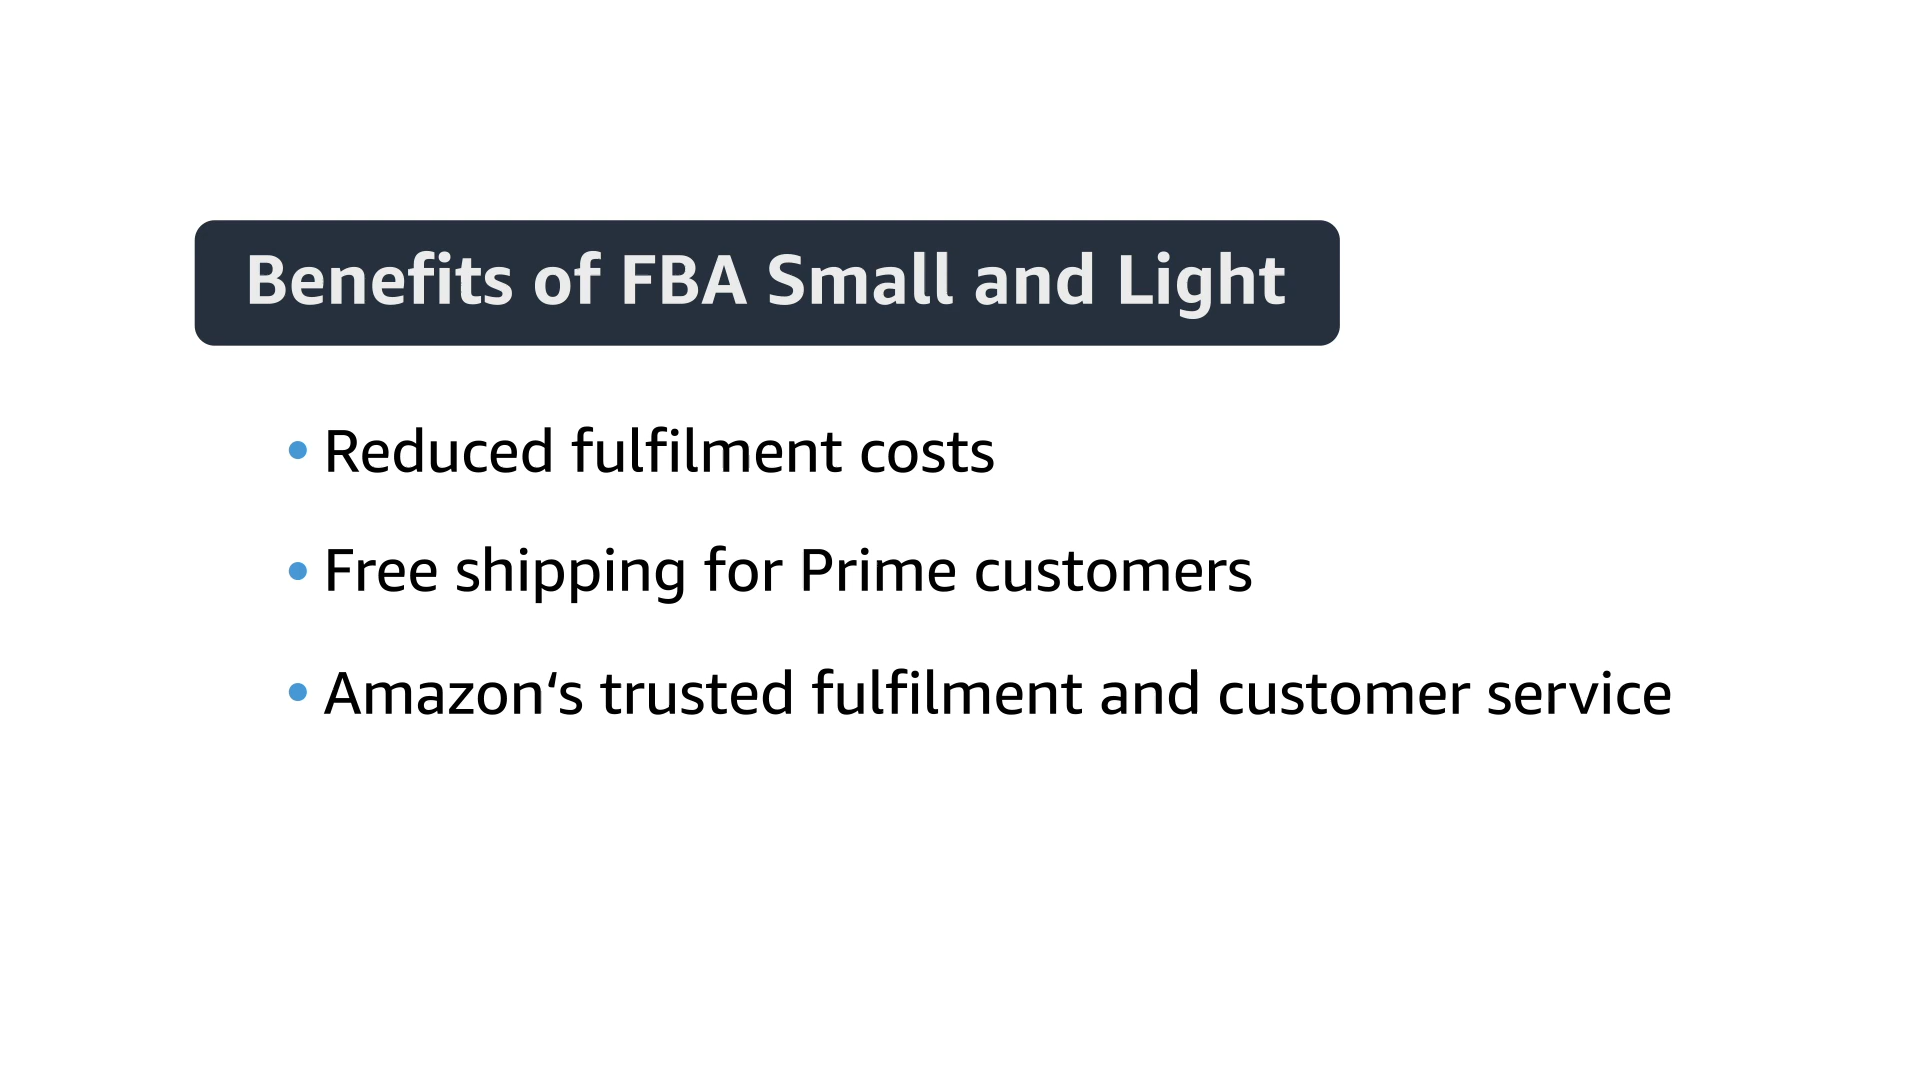 Benefits of FBA Small and Light
• Reduced fulfilment costs
• Free shipping for Prime customers
• Amazon‘s trusted fulfilment and customer service